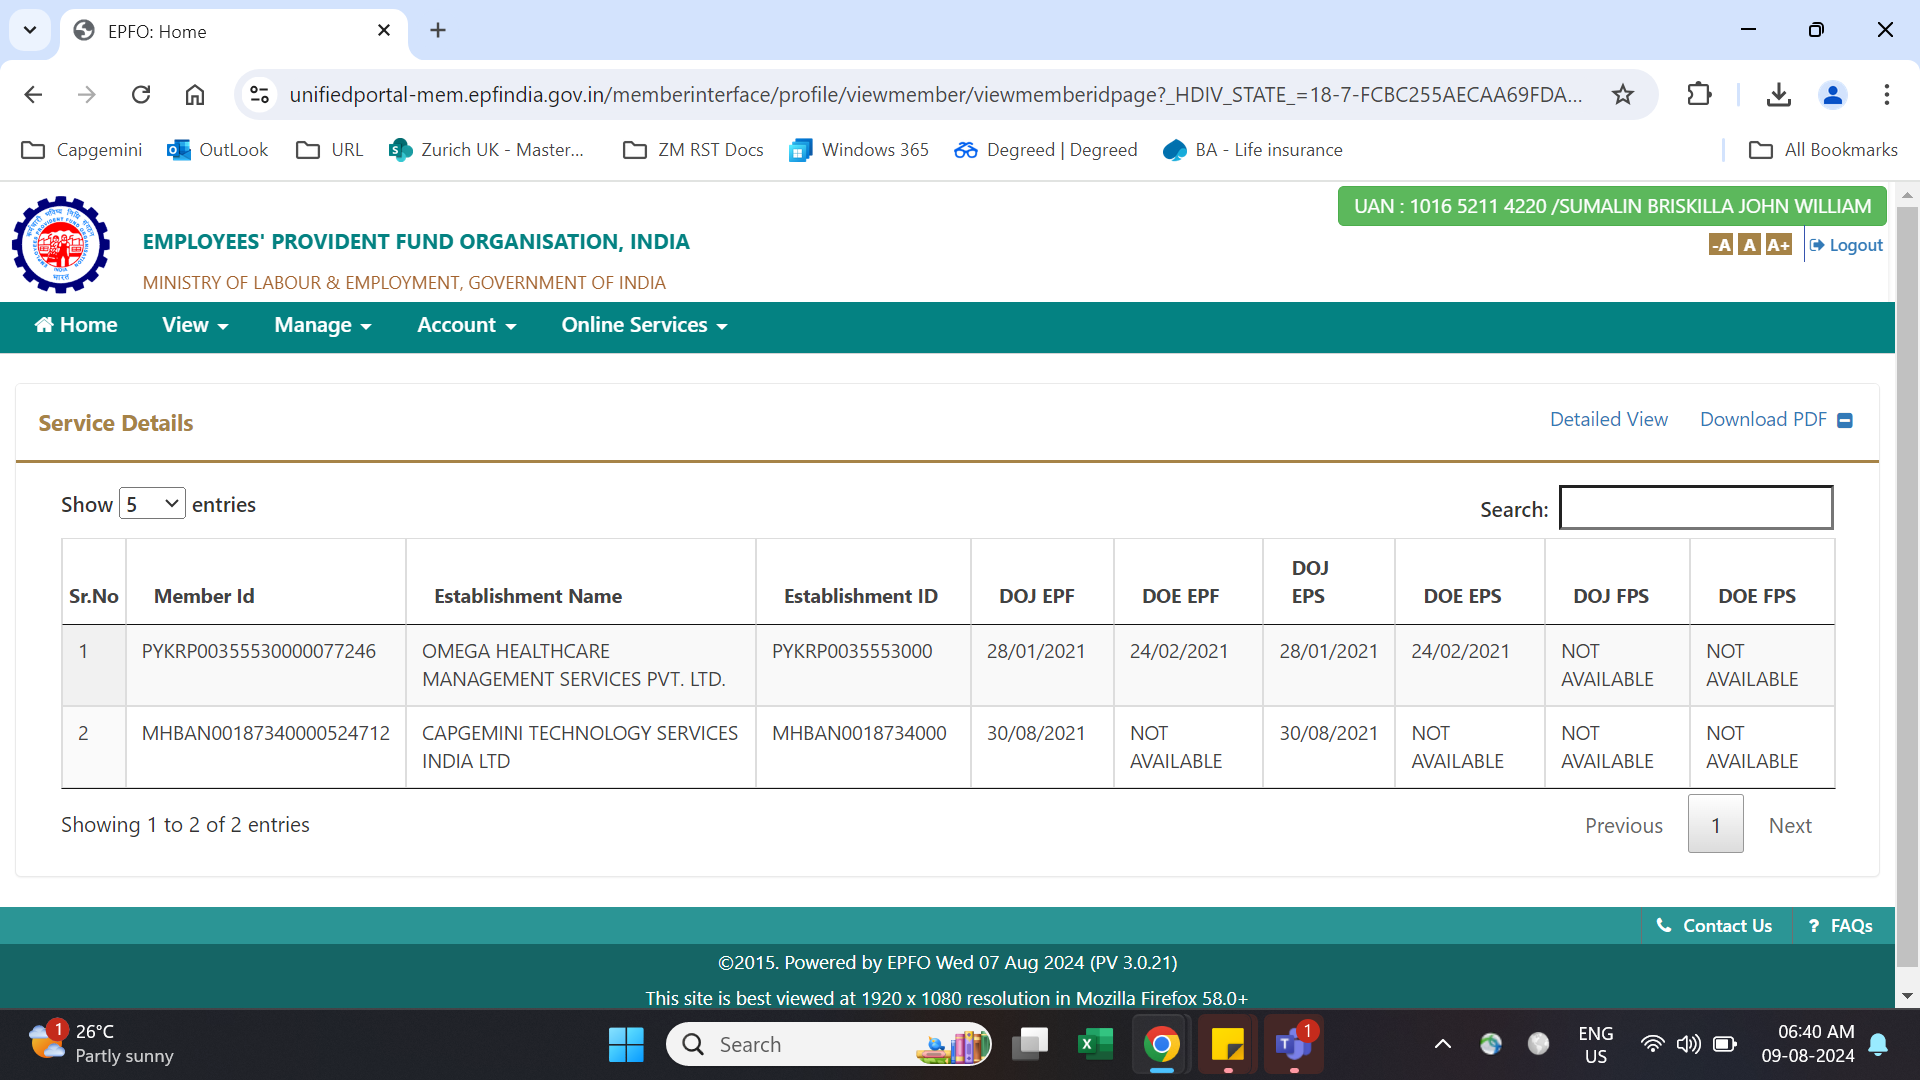 EPFO: Home
unifiedportal-mem.epfindia.gov.in/memberinterface/profile/viewmember/viewmemberidpage?_HDIV_STATE_=18-7-FCBC255AECAA69FDA...
Capgemini OutLook URL Zurich UK - Master... ZM RST Docs Windows 365 Degreed | Degreed BA - Life insurance All Bookmarks
UAN : 1016 5211 4220 /SUMALIN BRISKILLA JOHN WILLIAM
EMPLOYEES' PROVIDENT FUND ORGANISATION, INDIA
-A A A+ Logout
MINISTRY OF LABOUR & EMPLOYMENT, GOVERNMENT OF INDIA
Home View Manage Account Online Services
Service Details Detailed View Download PDF
Show 5 entries Search:
Sr.No Member Id Establishment Name Establishment ID DOJ EPF DOE EPF DOJ EPS DOE EPS DOJ FPS DOE FPS
1 PYKRP00355530000077246 OMEGA HEALTHCARE MANAGEMENT SERVICES PVT. LTD. PYKRP0035553000 28/01/2021 24/02/2021 28/01/2021 24/02/2021 NOT AVAILABLE NOT AVAILABLE
2 MHBAN00187340000524712 CAPGEMINI TECHNOLOGY SERVICES INDIA LTD MHBAN0018734000 30/08/2021 NOT AVAILABLE 30/08/2021 NOT AVAILABLE NOT AVAILABLE NOT AVAILABLE
Showing 1 to 2 of 2 entries Previous 1 Next
Contact Us ? FAQs
©2015. Powered by EPFO Wed 07 Aug 2024 (PV 3.0.21)
This site is best viewed at 1920 x 1080 resolution in Mozilla Firefox 58.0+
1 26°C
Partly sunny
Search
1
ENG
US
06:40 AM
09-08-2024